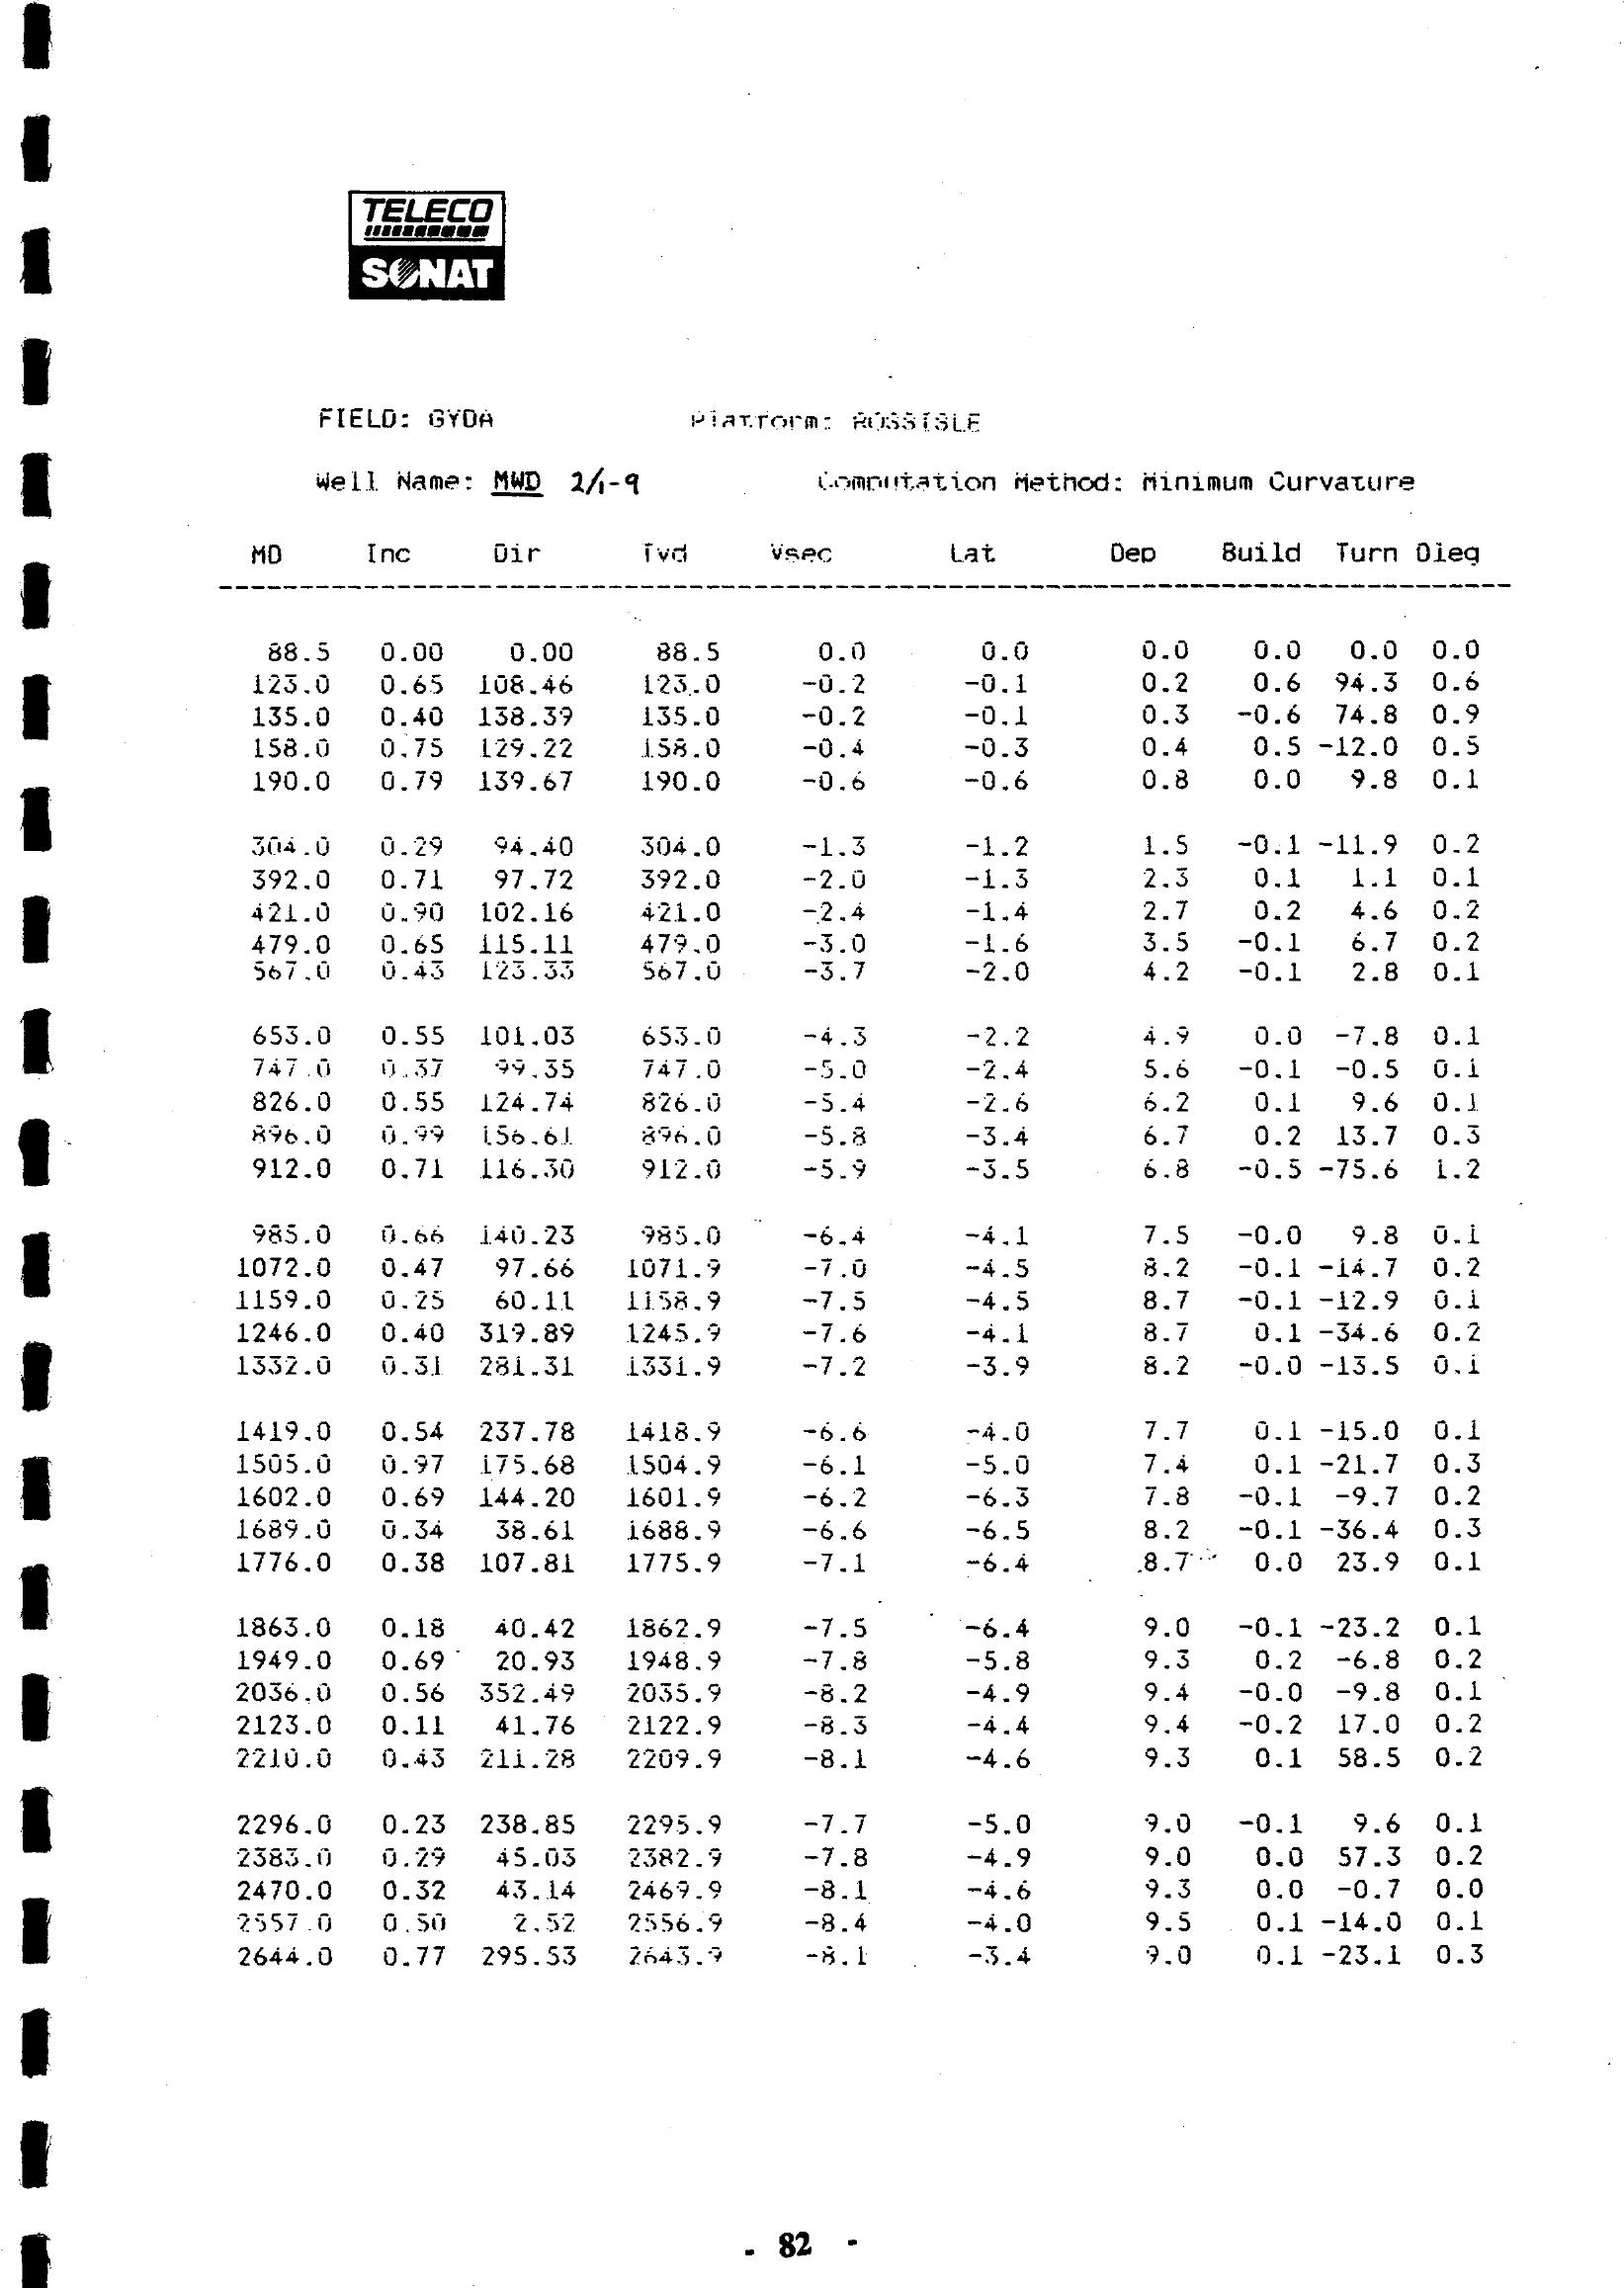 TELECO
SONAT
FIELD: GYDA Platform: ROSSISLE
Well Name: MWD 2/1-9 Computation Method: Minimum Curvature
MD Inc Dir Tvd Vsec Lat Dep Build Turn Dleg
88.5 0.00 0.00 88.5 0.0 0.0 0.0 0.0 0.0 0.0
123.0 0.65 108.46 123.0 -0.2 -0.1 0.2 0.6 94.3 0.6
135.0 0.40 138.39 135.0 -0.2 -0.1 0.3 -0.6 74.8 0.9
158.0 0.75 129.22 158.0 -0.4 -0.3 0.4 0.5 -12.0 0.5
190.0 0.79 139.67 190.0 -0.6 -0.6 0.8 0.0 9.8 0.1
304.0 0.29 94.40 304.0 -1.3 -1.2 1.5 -0.1 -11.9 0.2
392.0 0.71 97.72 392.0 -2.0 -1.3 2.3 0.1 1.1 0.1
421.0 0.90 102.16 421.0 -2.4 -1.4 2.7 0.2 4.6 0.2
479.0 0.65 115.11 479.0 -3.0 -1.6 3.5 -0.1 6.7 0.2
567.0 0.43 123.33 567.0 -3.7 -2.0 4.2 -0.1 2.8 0.1
653.0 0.55 101.03 653.0 -4.3 -2.2 4.9 0.0 -7.8 0.1
747.0 0.37 99.35 747.0 -5.0 -2.4 5.6 -0.1 -0.5 0.1
826.0 0.55 124.74 826.0 -5.4 -2.6 6.2 0.1 9.6 0.1
896.0 0.99 156.61 896.0 -5.8 -3.4 6.7 0.2 13.7 0.3
912.0 0.71 116.30 912.0 -5.9 -3.5 6.8 -0.5 -75.6 1.2
985.0 0.66 140.23 985.0 -6.4 -4.1 7.5 -0.0 9.8 0.1
1072.0 0.47 97.66 1071.9 -7.0 -4.5 8.2 -0.1 -14.7 0.2
1159.0 0.25 60.11 1158.9 -7.5 -4.5 8.7 -0.1 -12.9 0.1
1246.0 0.40 319.89 1245.9 -7.6 -4.1 8.7 0.1 -34.6 0.2
1332.0 0.31 281.31 1331.9 -7.2 -3.9 8.2 -0.0 -13.5 0.1
1419.0 0.54 237.78 1418.9 -6.6 -4.0 7.7 0.1 -15.0 0.1
1505.0 0.97 175.68 1504.9 -6.1 -5.0 7.4 0.1 -21.7 0.3
1602.0 0.69 144.20 1601.9 -6.2 -6.3 7.8 -0.1 -9.7 0.2
1689.0 0.34 38.61 1688.9 -6.6 -6.5 8.2 -0.1 -36.4 0.3
1776.0 0.38 107.81 1775.9 -7.1 -6.4 8.7 0.0 23.9 0.1
1863.0 0.18 40.42 1862.9 -7.5 -6.4 9.0 -0.1 -23.2 0.1
1949.0 0.69 20.93 1948.9 -7.8 -5.8 9.3 0.2 -6.8 0.2
2036.0 0.56 352.49 2035.9 -8.2 -4.9 9.4 -0.0 -9.8 0.1
2123.0 0.11 41.76 2122.9 -8.3 -4.4 9.4 -0.2 17.0 0.2
2210.0 0.43 211.28 2209.9 -8.1 -4.6 9.3 0.1 58.5 0.2
2296.0 0.23 238.85 2295.9 -7.7 -5.0 9.0 -0.1 9.6 0.1
2383.0 0.29 45.03 2382.9 -7.8 -4.9 9.0 0.0 57.3 0.2
2470.0 0.32 43.14 2469.9 -8.1 -4.6 9.3 0.0 -0.7 0.0
2557.0 0.50 2.52 2556.9 -8.4 -4.0 9.5 0.1 -14.0 0.1
2644.0 0.77 295.53 2643.9 -8.1 -3.4 9.0 0.1 -23.1 0.3
- 82 -